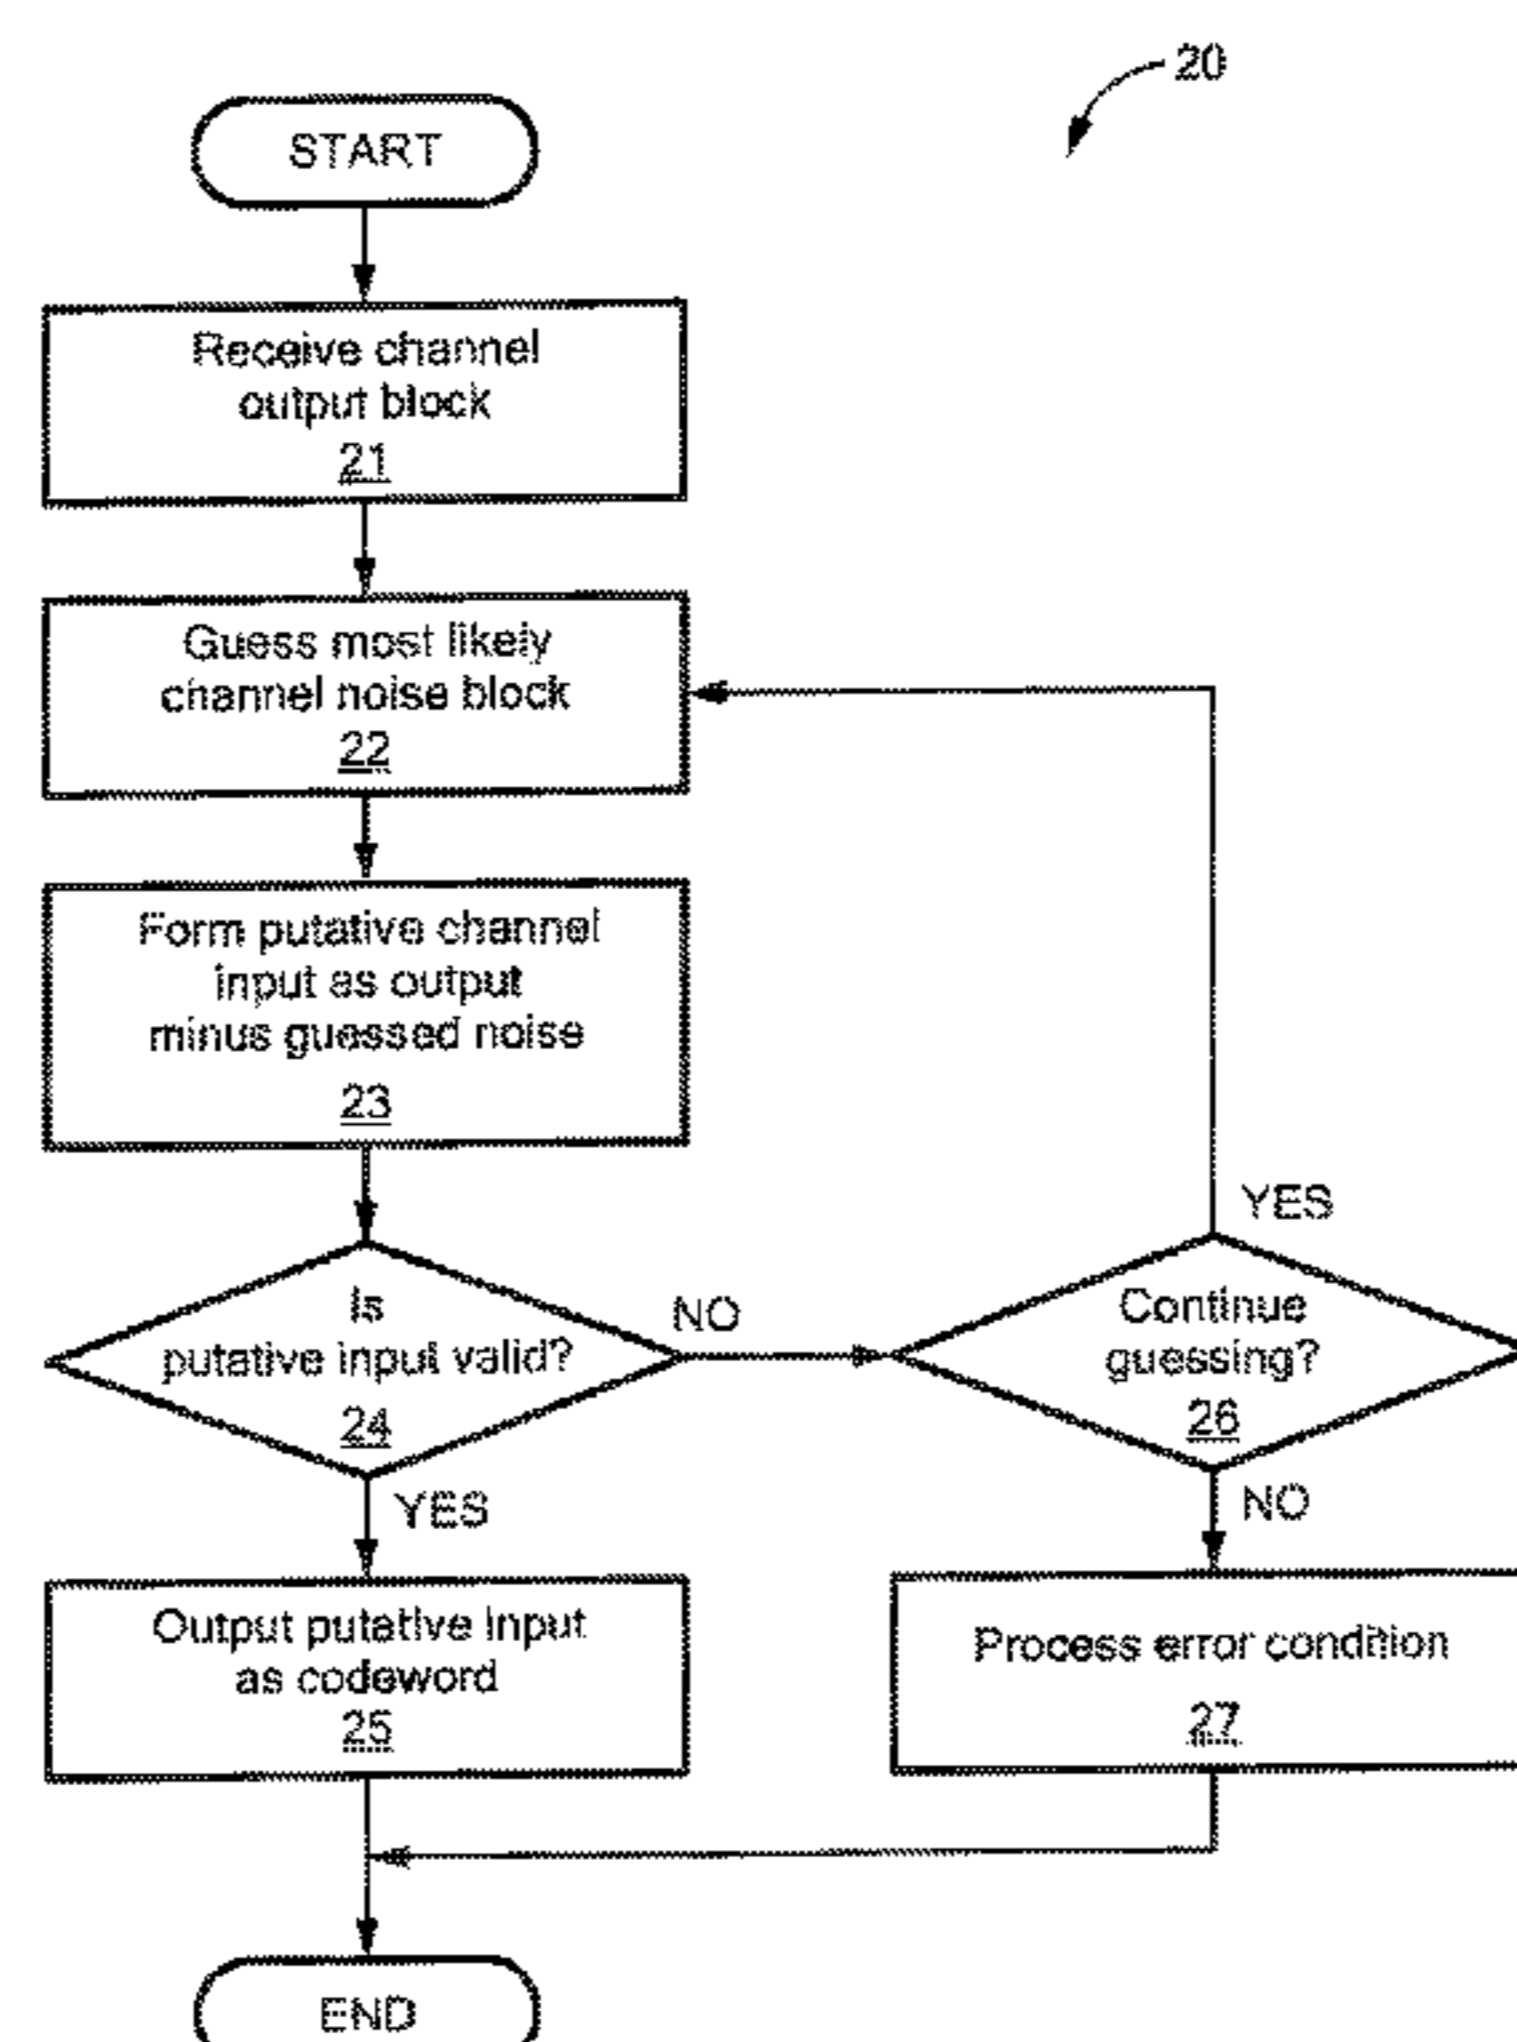 20
START
Receive channel
output block
21
Guess most likely
channel noise block
22
Form putative channel
input as output
minus guessed noise
23
YES
Is
putative input valid?
24
NO
Continue
guessing?
26
YES
NO
Output putative input
as codeword
25
Process error condition
27
END